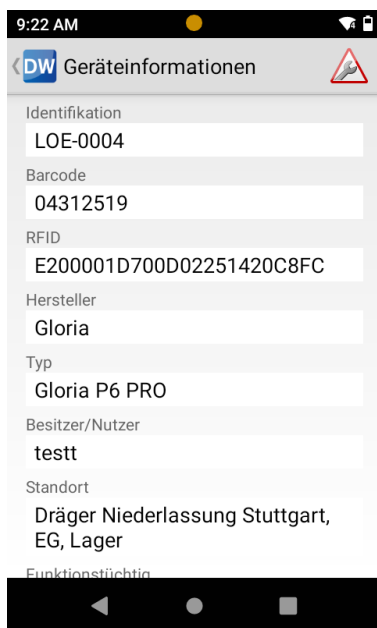 9:22 AM
DW Geräteinformationen
Identifikation
LOE-0004
Barcode
04312519
RFID
E200001D700D02251420C8FC
Hersteller
Gloria
Typ
Gloria P6 PRO
Besitzer/Nutzer
testt
Standort
Dräger Niederlassung Stuttgart,
EG, Lager
Funktionstüchtig